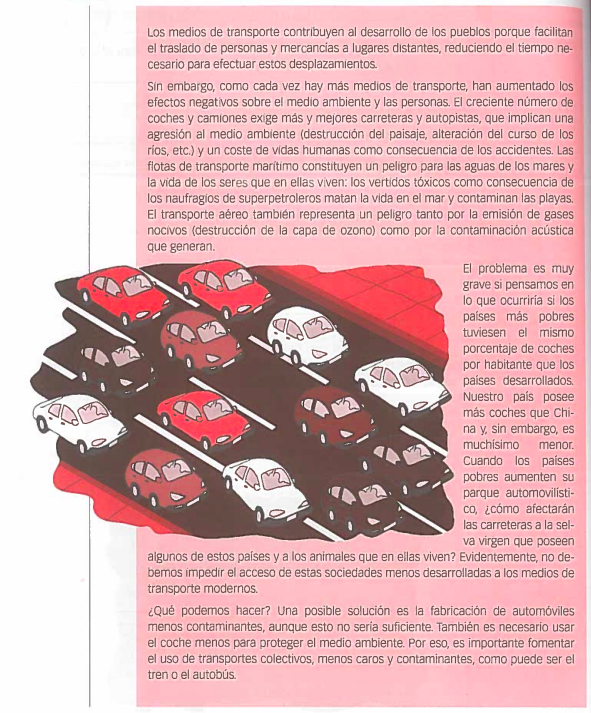 Los medios de transporte contribuyen al desarrollo de los pueblos porque facilitan
el traslado de personas y mercancías a lugares distantes, reduciendo el tiempo ne-
cesario para efectuar estos desplazamientos.
Sin embargo, como cada vez hay más medios de transporte, han aumentado los
efectos negativos sobre el medio ambiente y las personas. El creciente número de
coches y camiones exige más y mejores carreteras y autopistas, que implican una
agresión al medio ambiente (destrucción del paisaje, alteración del curso de los
ríos, etc.) y un coste de vidas humanas como consecuencia de los accidentes. Las
flotas de transporte marítimo constituyen un peligro para las aguas de los mares y
la vida de los seres que en ellas viven: los vertidos tóxicos como consecuencia de
los naufragios de superpetroleros matan la vida en el mar y contaminan las playas.
El transporte aéreo también representa un peligro tanto por la emisión de gases
nocivos (destrucción de la capa de ozono) como por la contaminación acústica
que generan.
El problema es muy
grave si pensamos en
lo que ocurriría si los
países más pobres
tuviesen el mismo
porcentaje de coches
por habitante que los
países desarrollados.
Nuestro país posee
más coches que Chi-
na y, sin embargo, es
muchísimo menor.
Cuando los países
pobres aumenten su
parque automovilísti-
co, ¿cómo afectarán
las carreteras a la sel-
va virgen que poseen
algunos de estos países y a los animales que en ellas viven? Evidentemente, no de-
bemos impedir el acceso de estas sociedades menos desarrolladas a los medios de
transporte modernos.
¿Qué podemos hacer? Una posible solución es la fabricación de automóviles
menos contaminantes, aunque esto no sería suficiente. También es necesario usar
el coche menos para proteger el medio ambiente. Por eso, es importante fomentar
el uso de transportes colectivos, menos caros y contaminantes, como puede ser el
tren o el autobús.